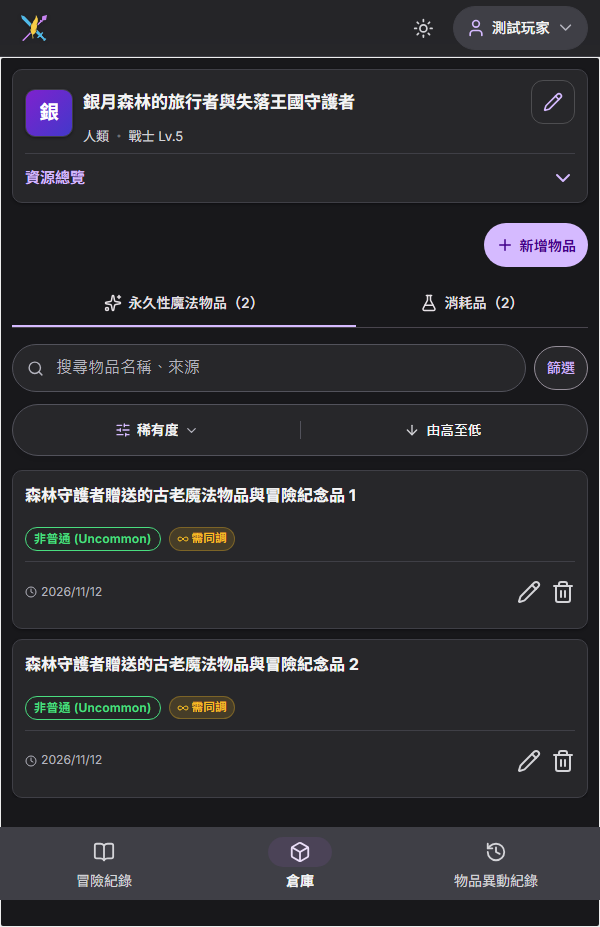 測試玩家
銀
銀月森林的旅行者與失落王國守護者
人類 • 戰士 Lv.5
資源總覽
新增物品
永久性魔法物品（2）
消耗品（2）
搜尋物品名稱、來源
篩選
稀有度
由高至低
森林守護者贈送的古老魔法物品與冒險紀念品 1
非普通 (Uncommon)
需同調
2026/11/12
森林守護者贈送的古老魔法物品與冒險紀念品 2
非普通 (Uncommon)
需同調
2026/11/12
冒險紀錄
倉庫
物品異動紀錄